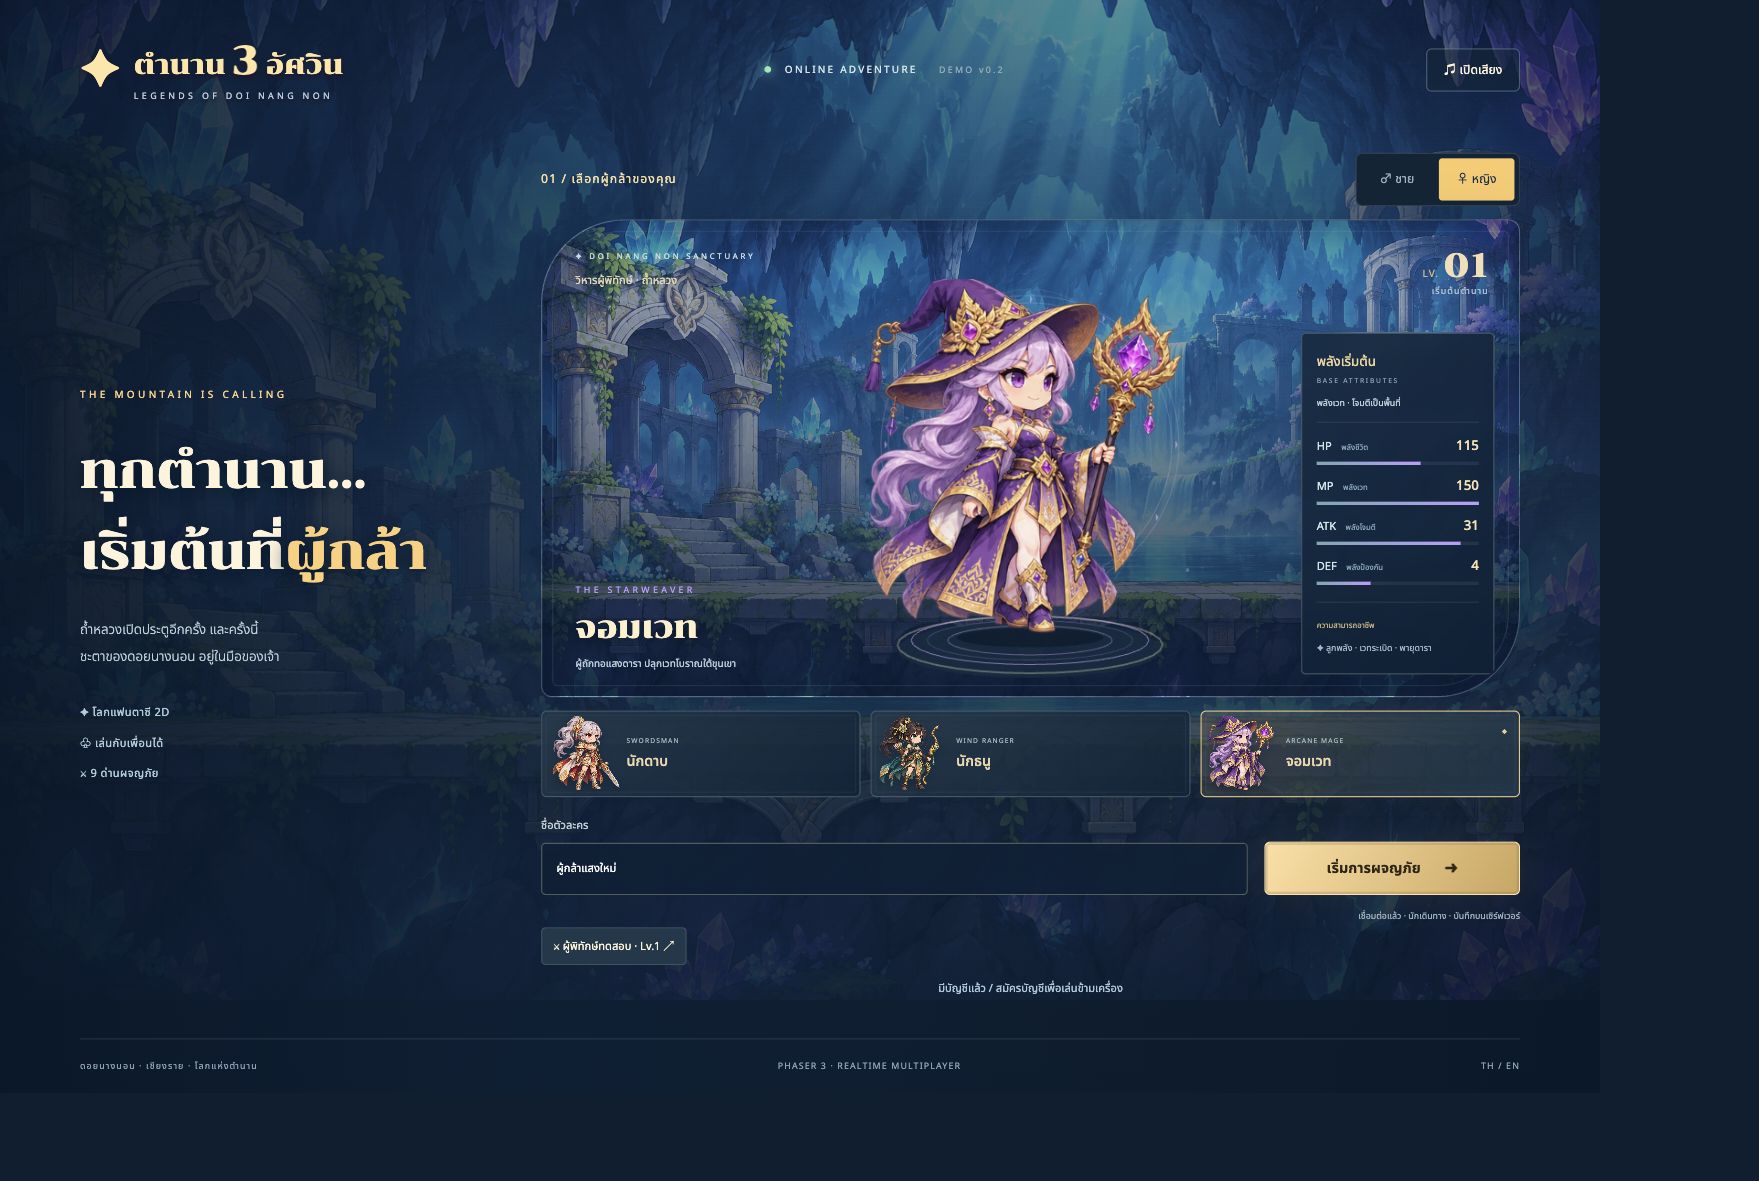 ตำนาน 3 อัศวิน
LEGENDS OF DOI NANG NON
ONLINE ADVENTURE DEMO v0.2
♫ เปิดเสียง
THE MOUNTAIN IS CALLING
ทุกตำนาน...
เริ่มต้นที่ผู้กล้า
ถ้ำหลวงเปิดประตูอีกครั้ง และครั้งนี้
ชะตาของดอยนางนอน อยู่ในมือของเจ้า
✦ โลกแฟนตาซี 2D
♧ เล่นกับเพื่อนได้
⚔ 9 ด่านผจญภัย
01 / เลือกผู้กล้าของคุณ
♂ ชาย
♀ หญิง
✦ DOI NANG NON SANCTUARY
วิหารผู้พิทักษ์ · ถ้ำหลวง
LV. 01
เริ่มต้นตำนาน
พลังเริ่มต้น
BASE ATTRIBUTES
พลังเวท · โจมตีเป็นพื้นที่
HP พลังชีวิต 115
MP พลังเวท 150
ATK พลังโจมตี 31
DEF พลังป้องกัน 4
ความสามารถอาชีพ
✦ ลูกพลัง · เวทระเบิด · พายุดารา
THE STARWEAVER
จอมเวท
ผู้ถักทอแสงดารา ปลุกเวทโบราณใต้ขุนเขา
SWORDSMAN
นักดาบ
WIND RANGER
นักธนู
ARCANE MAGE
จอมเวท
ชื่อตัวละคร
ผู้กล้าแสงใหม่
เริ่มการผจญภัย →
เชื่อมต่อแล้ว · นักเดินทาง · บันทึกบนเซิร์ฟเวอร์
⚔ ผู้พิทักษ์ทดสอบ · Lv.1 ↗
มีบัญชีแล้ว / สมัครบัญชีเพื่อเล่นข้ามเครื่อง
ดอยนางนอน · เชียงราย · โลกแห่งตำนาน
PHASER 3 · REALTIME MULTIPLAYER
TH / EN